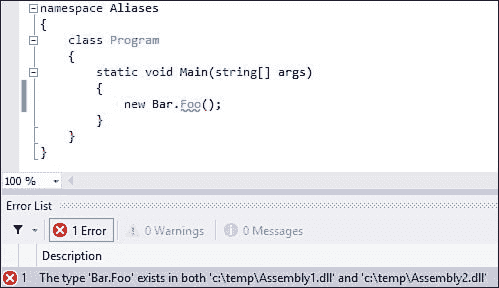 namespace Aliases
{
class Program
{
static void Main(string[] args)
{
new Bar.Foo();
}
}
}
100 %
Error List
1 Error
0 Warnings
0 Messages
Description
1 The type 'Bar.Foo' exists in both 'c:\temp\Assembly1.dll' and 'c:\temp\Assembly2.dll'